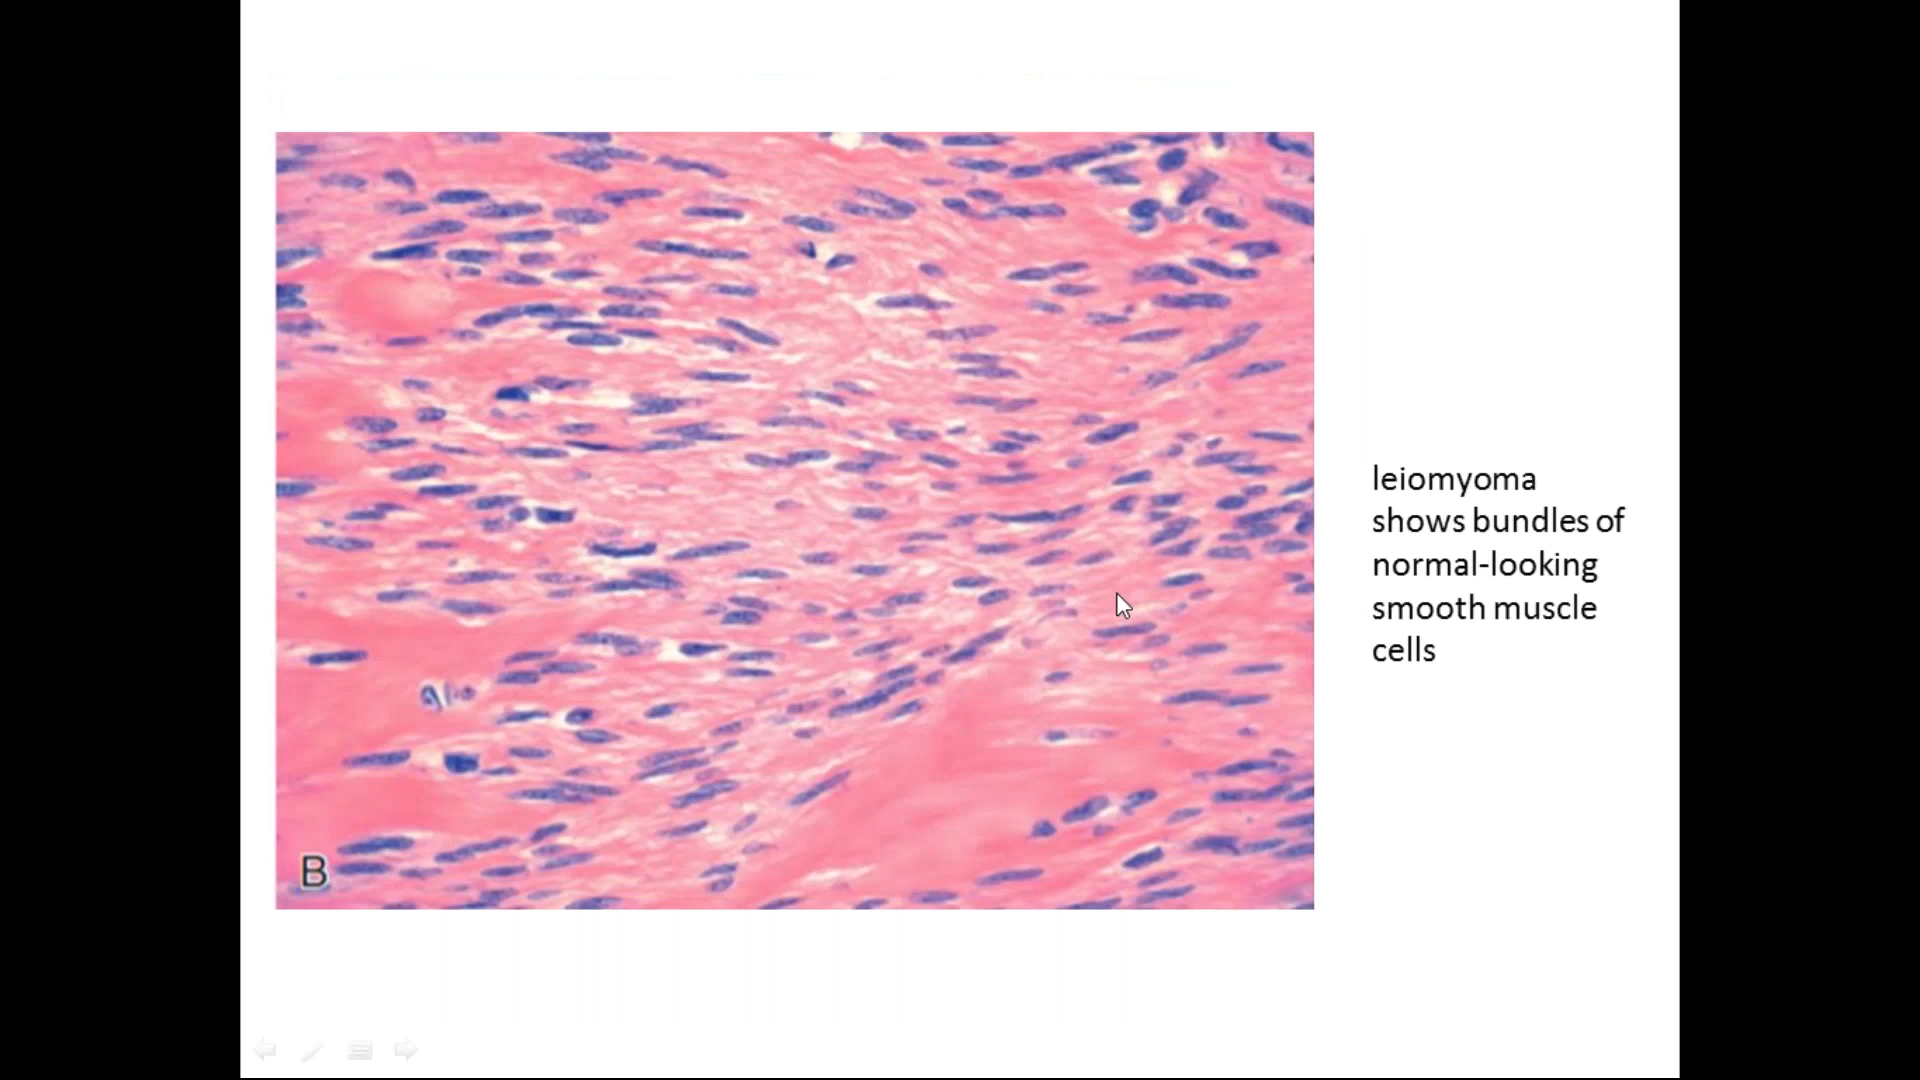 leiomyoma
shows bundles of
normal-looking
smooth muscle
cells
B